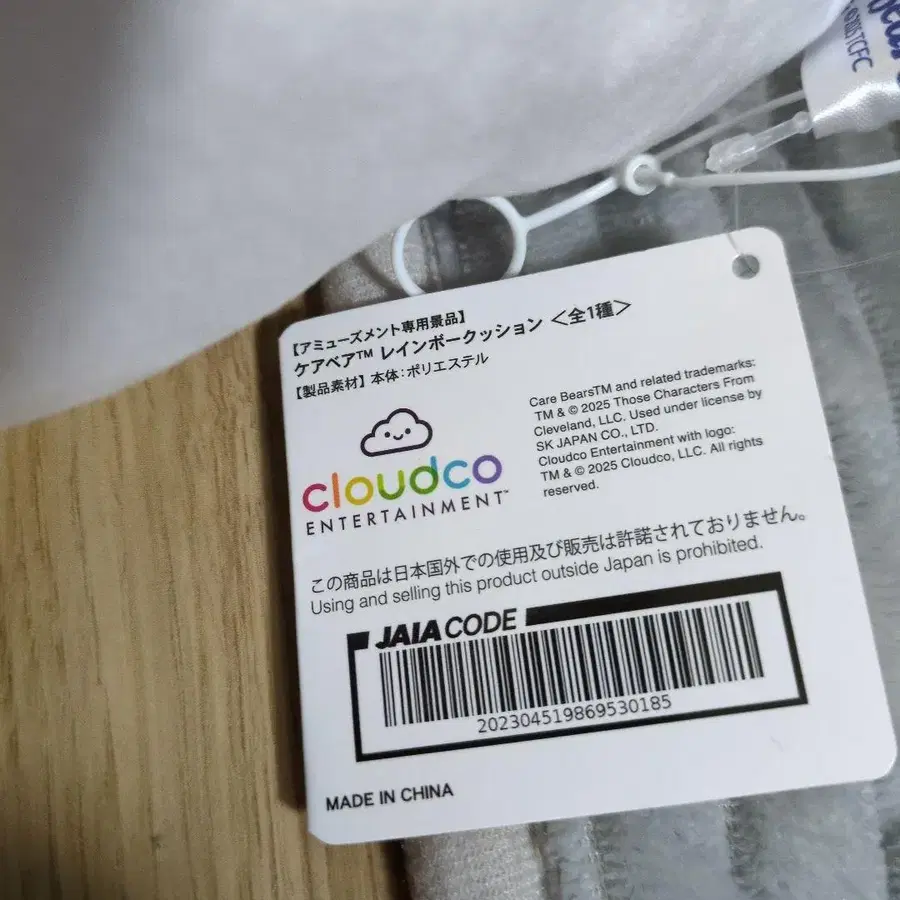 ©2025 TCFC
【アミューズメント専用景品】
ケアベア™ レインボークッション <全1種>
【製品素材】本体:ポリエステル
Care BearsTM and related trademarks:
TM & © 2025 Those Characters From
Cleveland, LLC. Used under license by
SK JAPAN CO., LTD.
Cloudco Entertainment with logo:
TM & © 2025 Cloudco, LLC. All rights
reserved.
cloudco
ENTERTAINMENT™
この商品は日本国外での使用及び販売は許諾されておりません。
Using and selling this product outside Japan is prohibited.
JAIA CODE
202304519869530185
MADE IN CHINA